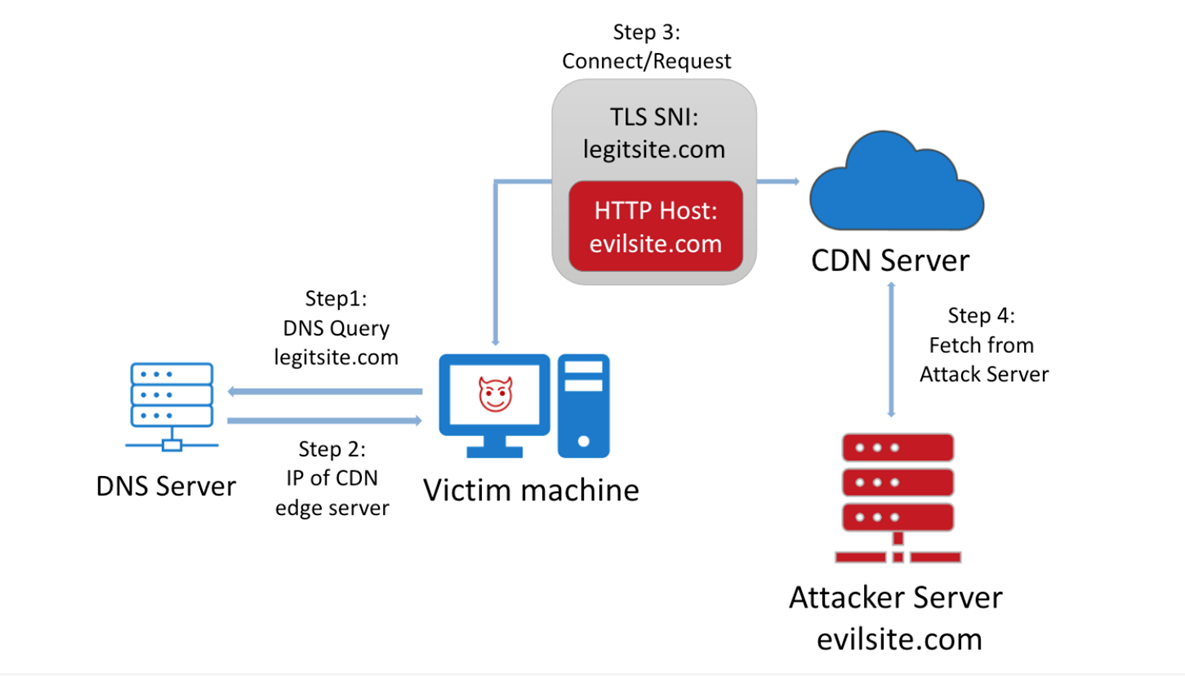 Step 3:
Connect/Request
TLS SNI:
legitsite.com
HTTP Host:
evilsite.com
CDN Server
Step1:
DNS Query
legitsite.com
Step 4:
Fetch from
Attack Server
Step 2:
IP of CDN
edge server
DNS Server
Victim machine
Attacker Server
evilsite.com